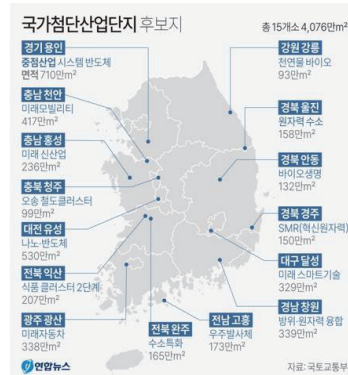 국가첨단산업단지 후보지
총 15개소 4,076만m²
경기 용인
중점산업 시스템 반도체
면적 710만m²
충남 천안
미래모빌리티
417만m²
충남 홍성
미래 신산업
236만m²
충북 청주
오송 철도클러스터
99만m²
대전 유성
나노·반도체
530만m²
전북 익산
식품 클러스터 2단계
207만m²
광주 광산
미래자동차
338만m²
전북 완주
수소특화
165만m²
전남 고흥
우주발사체
173만m²
강원 강릉
천연물 바이오
93만m²
경북 울진
원자력 수소
158만m²
경북 안동
바이오생명
132만m²
경북 경주
SMR(혁신원자력)
150만m²
대구 달성
미래 스마트기술
329만m²
경남 창원
방위·원자력 융합
339만m²
연합뉴스
자료: 국토교통부